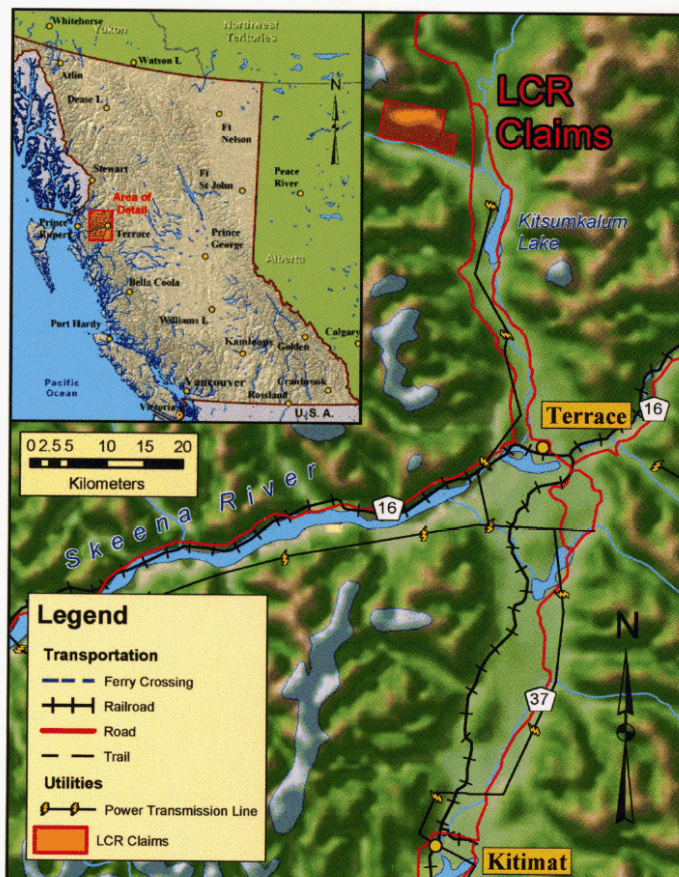 Whitehorse
Yukon
Northwest
Teritories
Atlin
Watson L
Dease L
N
Ft
Nelson
Stewart
Ft
St John
Peace
River
Area of
Detail
Prince
Rupert
Terrace
Prince
George
Alberta
Bella Coola
Williams L
Port Hardy
Kamloops
Golden
Calgary
Pacific
Ocean
Vancouver
Cranbrook
Rossland
Victoria
U. S. A.
LCR
Claims
Kitsumkalum
Lake
Terrace
16
0 2.5 5 10 15 20
Kilometers
Skeena River
16
Legend
Transportation
Ferry Crossing
Railroad
Road
Trail
Utilities
Power Transmission Line
LCR Claims
N
37
Kitimat